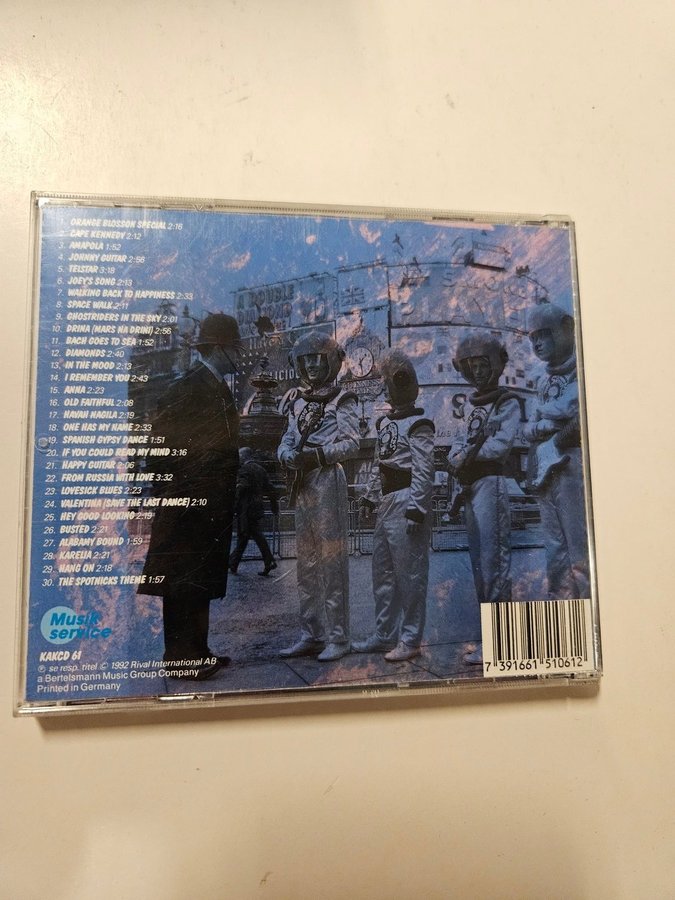 ORANGE BLOSSON SPECIAL 2:16
2. CAPE KENNEDY 2:12
3. AMAPOLA 1:52
4. JOHNNY GUITAR 2:58
5. TELSTAR 3:18
6. JOEY'S SONG 2:13
7. WALKING BACK TO HAPPINESS 2:33
8. SPACE WALK 2:11
9. GHOSTRIDERS IN THE SKY 2:01
10. DRINA (MARS NA DRINI) 2:56
11. BACH GOES TO SEA 1:52
12. DIAMONDS 2:40
13. IN THE MOOD 2:13
14. I REMEMBER YOU 2:43
15. ANNA 2:23
16. OLD FAITHFUL 2:08
17. HAVAH NAGILA 2:19
18. ONE HAS MY NAME 2:33
19. SPANISH GYPSY DANCE 1:51
20. IF YOU COULD READ MY MIND 3:16
21. HAPPY GUITAR 2:06
22. FROM RUSSIA WITH LOVE 3:32
23. LOVESICK BLUES 2:23
24. VALENTINA (SAVE THE LAST DANCE) 2:10
25. HEY GOOD LOOKING 2:19
26. BUSTED 2:21
27. ALABAMY BOUND 1:59
28. KARELIA 2:21
29. HANG ON 2:18
30. THE SPOTNICKS THEME 1:57
Musik
service
KAKCD 61
℗ se resp. titel © 1992 Rival International AB
a Bertelsmann Music Group Company
Printed in Germany
A DOUBLE
7 391661 510612